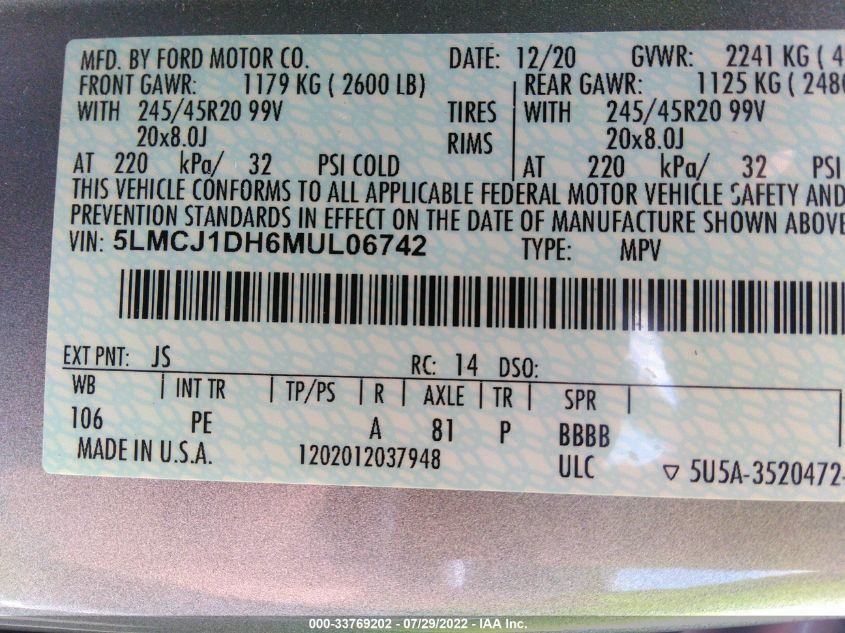 MFD. BY FORD MOTOR CO. DATE: 12/20 GVWR: 2241 KG ( 4
FRONT GAWR: 1179 KG ( 2600 LB) REAR GAWR: 1125 KG ( 248
WITH 245/45R20 99V TIRES WITH 245/45R20 99V
20x8.0J RIMS 20x8.0J
AT 220 kPa/ 32 PSI COLD AT 220 kPa/ 32 PSI
THIS VEHICLE CONFORMS TO ALL APPLICABLE FEDERAL MOTOR VEHICLE SAFETY AND
PREVENTION STANDARDS IN EFFECT ON THE DATE OF MANUFACTURE SHOWN ABOVE
VIN: 5LMCJ1DH6MUL06742 TYPE: MPV
EXT PNT: JS RC: 14 DSO:
WB INT TR TP/PS R AXLE TR SPR
106 PE A 81 P BBBB
MADE IN U.S.A. 1202012037948 ULC ▽ 5U5A-3520472-
000-33769202 - 07/29/2022 - IAA Inc.